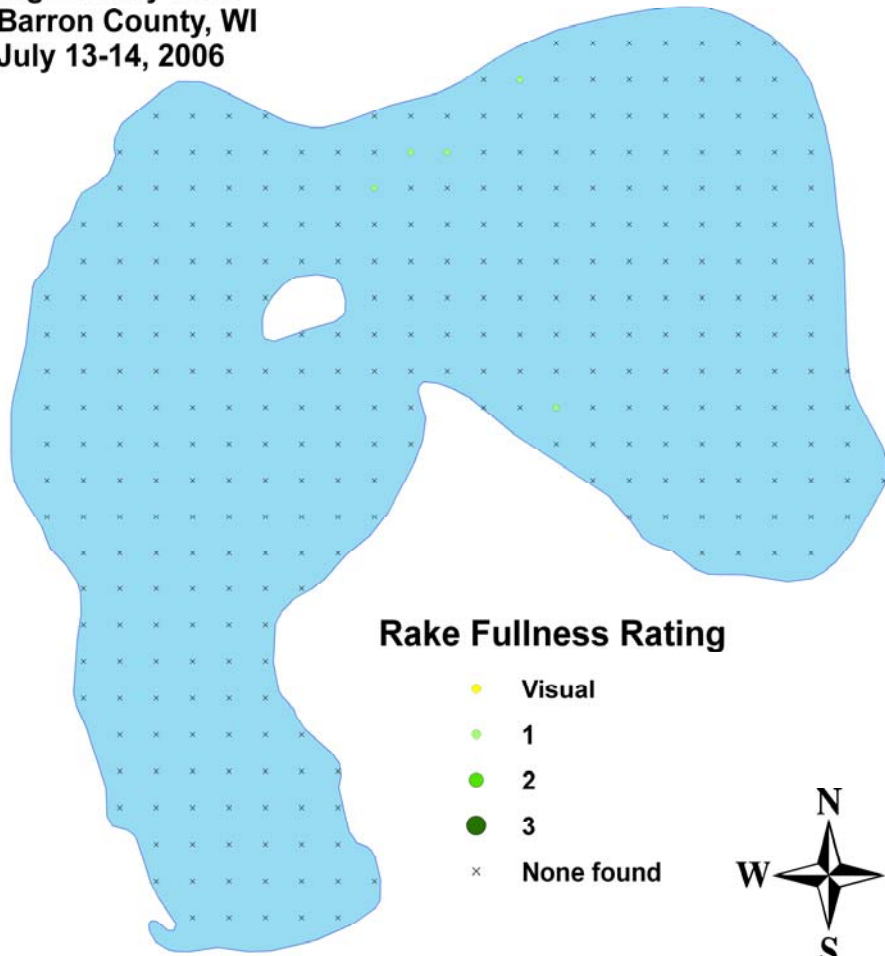 Barron County, WI
July 13-14, 2006
Rake Fullness Rating
Visual
1
2
3
None found
N
W
S